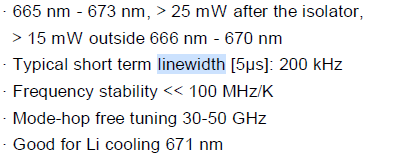 · 665 nm - 673 nm, > 25 mW after the isolator,
> 15 mW outside 666 nm - 670 nm
· Typical short term linewidth [5µs]: 200 kHz
· Frequency stability << 100 MHz/K
· Mode-hop free tuning 30-50 GHz
· Good for Li cooling 671 nm